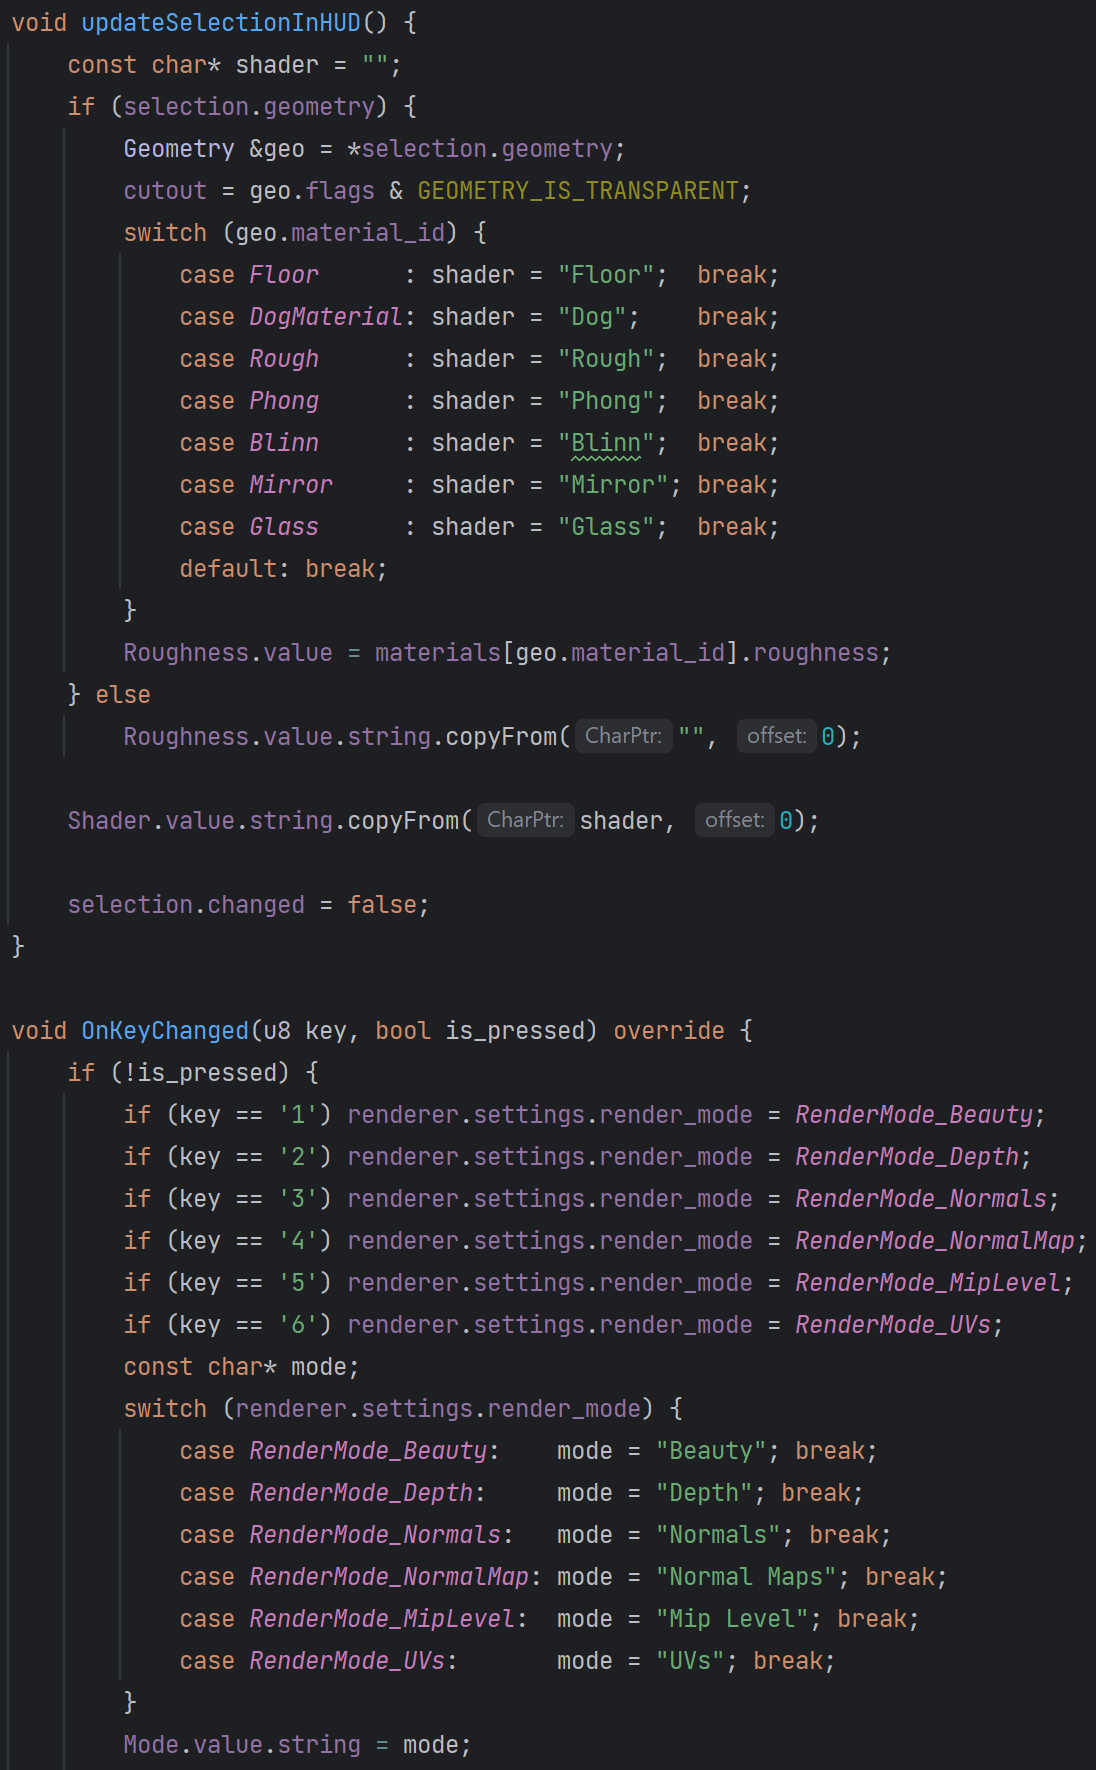 void updateSelectionInHUD() {
    const char* shader = "";
    if (selection.geometry) {
        Geometry &geo = *selection.geometry;
        cutout = geo.flags & GEOMETRY_IS_TRANSPARENT;
        switch (geo.material_id) {
            case Floor      : shader = "Floor";  break;
            case DogMaterial: shader = "Dog";    break;
            case Rough      : shader = "Rough";  break;
            case Phong      : shader = "Phong";  break;
            case Blinn      : shader = "Blinn";  break;
            case Mirror     : shader = "Mirror"; break;
            case Glass      : shader = "Glass";  break;
            default: break;
        }
        Roughness.value = materials[geo.material_id].roughness;
    } else
        Roughness.value.string.copyFrom( CharPtr: "", offset: 0);

    Shader.value.string.copyFrom( CharPtr: shader, offset: 0);

    selection.changed = false;
}

void OnKeyChanged(u8 key, bool is_pressed) override {
    if (!is_pressed) {
        if (key == '1') renderer.settings.render_mode = RenderMode_Beauty;
        if (key == '2') renderer.settings.render_mode = RenderMode_Depth;
        if (key == '3') renderer.settings.render_mode = RenderMode_Normals;
        if (key == '4') renderer.settings.render_mode = RenderMode_NormalMap;
        if (key == '5') renderer.settings.render_mode = RenderMode_MipLevel;
        if (key == '6') renderer.settings.render_mode = RenderMode_UVs;
        const char* mode;
        switch (renderer.settings.render_mode) {
            case RenderMode_Beauty:    mode = "Beauty"; break;
            case RenderMode_Depth:     mode = "Depth"; break;
            case RenderMode_Normals:   mode = "Normals"; break;
            case RenderMode_NormalMap: mode = "Normal Maps"; break;
            case RenderMode_MipLevel:  mode = "Mip Level"; break;
            case RenderMode_UVs:       mode = "UVs"; break;
        }
        Mode.value.string = mode;